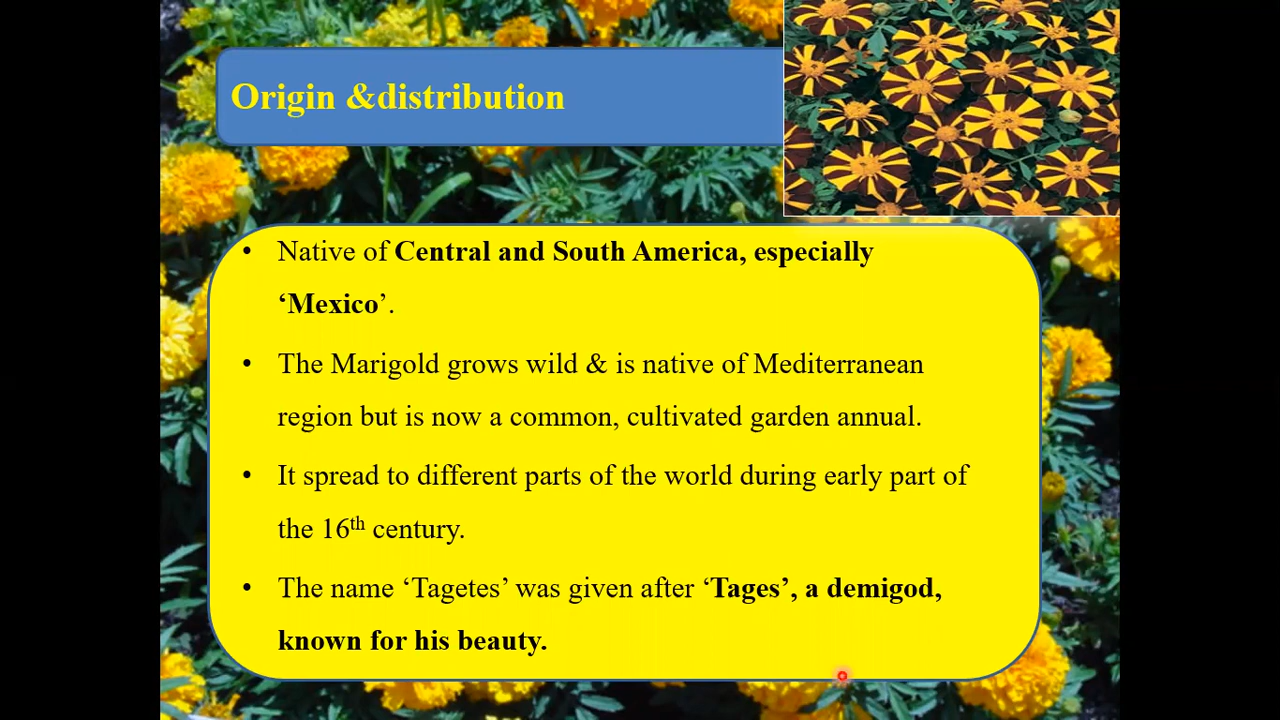 Origin &distribution
• Native of Central and South America, especially
‘Mexico’.
• The Marigold grows wild & is native of Mediterranean
region but is now a common, cultivated garden annual.
• It spread to different parts of the world during early part of
the 16th century.
• The name ‘Tagetes’ was given after ‘Tages’, a demigod,
known for his beauty.